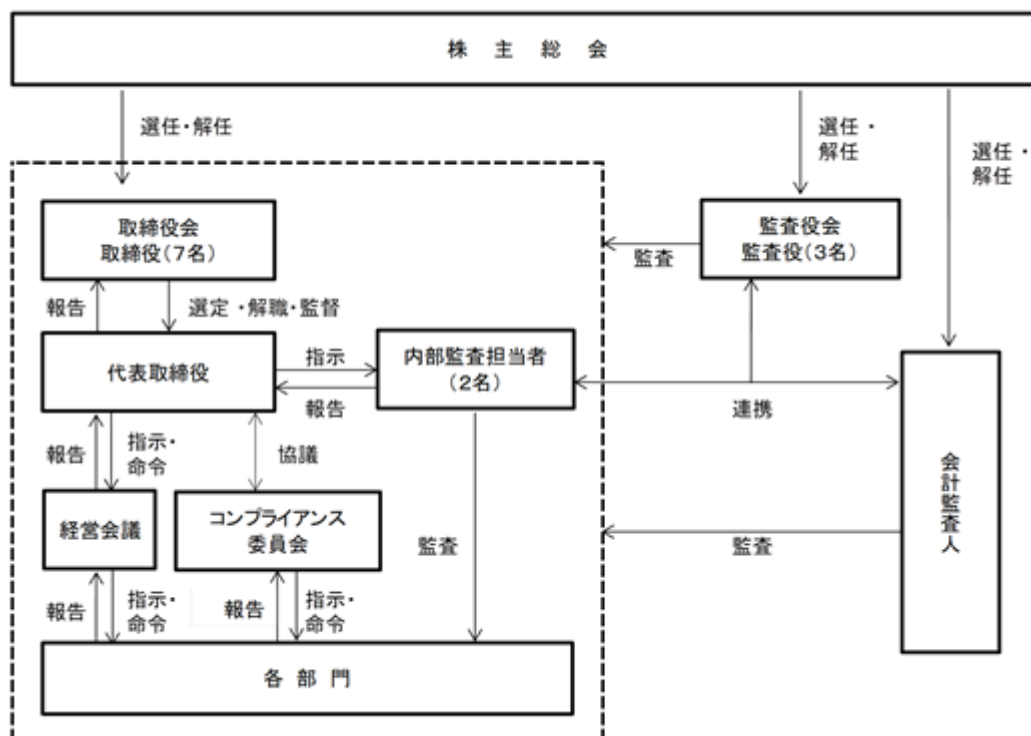 株主総会
選任・解任
選任・
解任
選任・
解任
取締役会
取締役(7名)
監査役会
監査役(3名)
監査
報告
選定・解職・監督
代表取締役
指示
報告
内部監査担当者
(2名)
連携
報告
指示・
命令
協議
経営会議
コンプライアンス
委員会
監査
監査
会計監査人
報告
指示・
命令
報告
指示・
命令
各部門